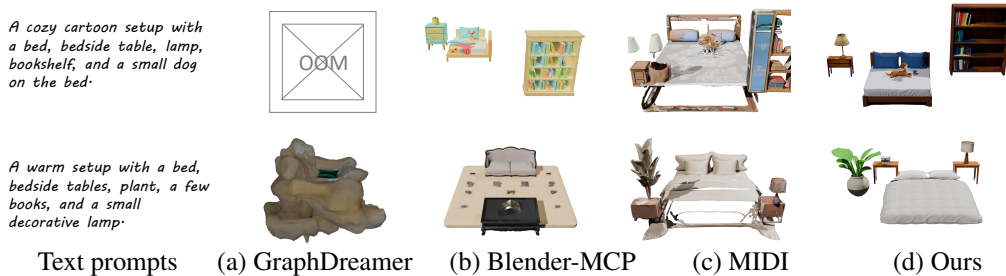 A cozy cartoon setup with
a bed, bedside table, lamp,
bookshelf, and a small dog
on the bed.
OOM
A warm setup with a bed,
bedside tables, plant, a few
books, and a small
decorative lamp.
Text prompts
(a) GraphDreamer
(b) Blender-MCP
(c) MIDI
(d) Ours